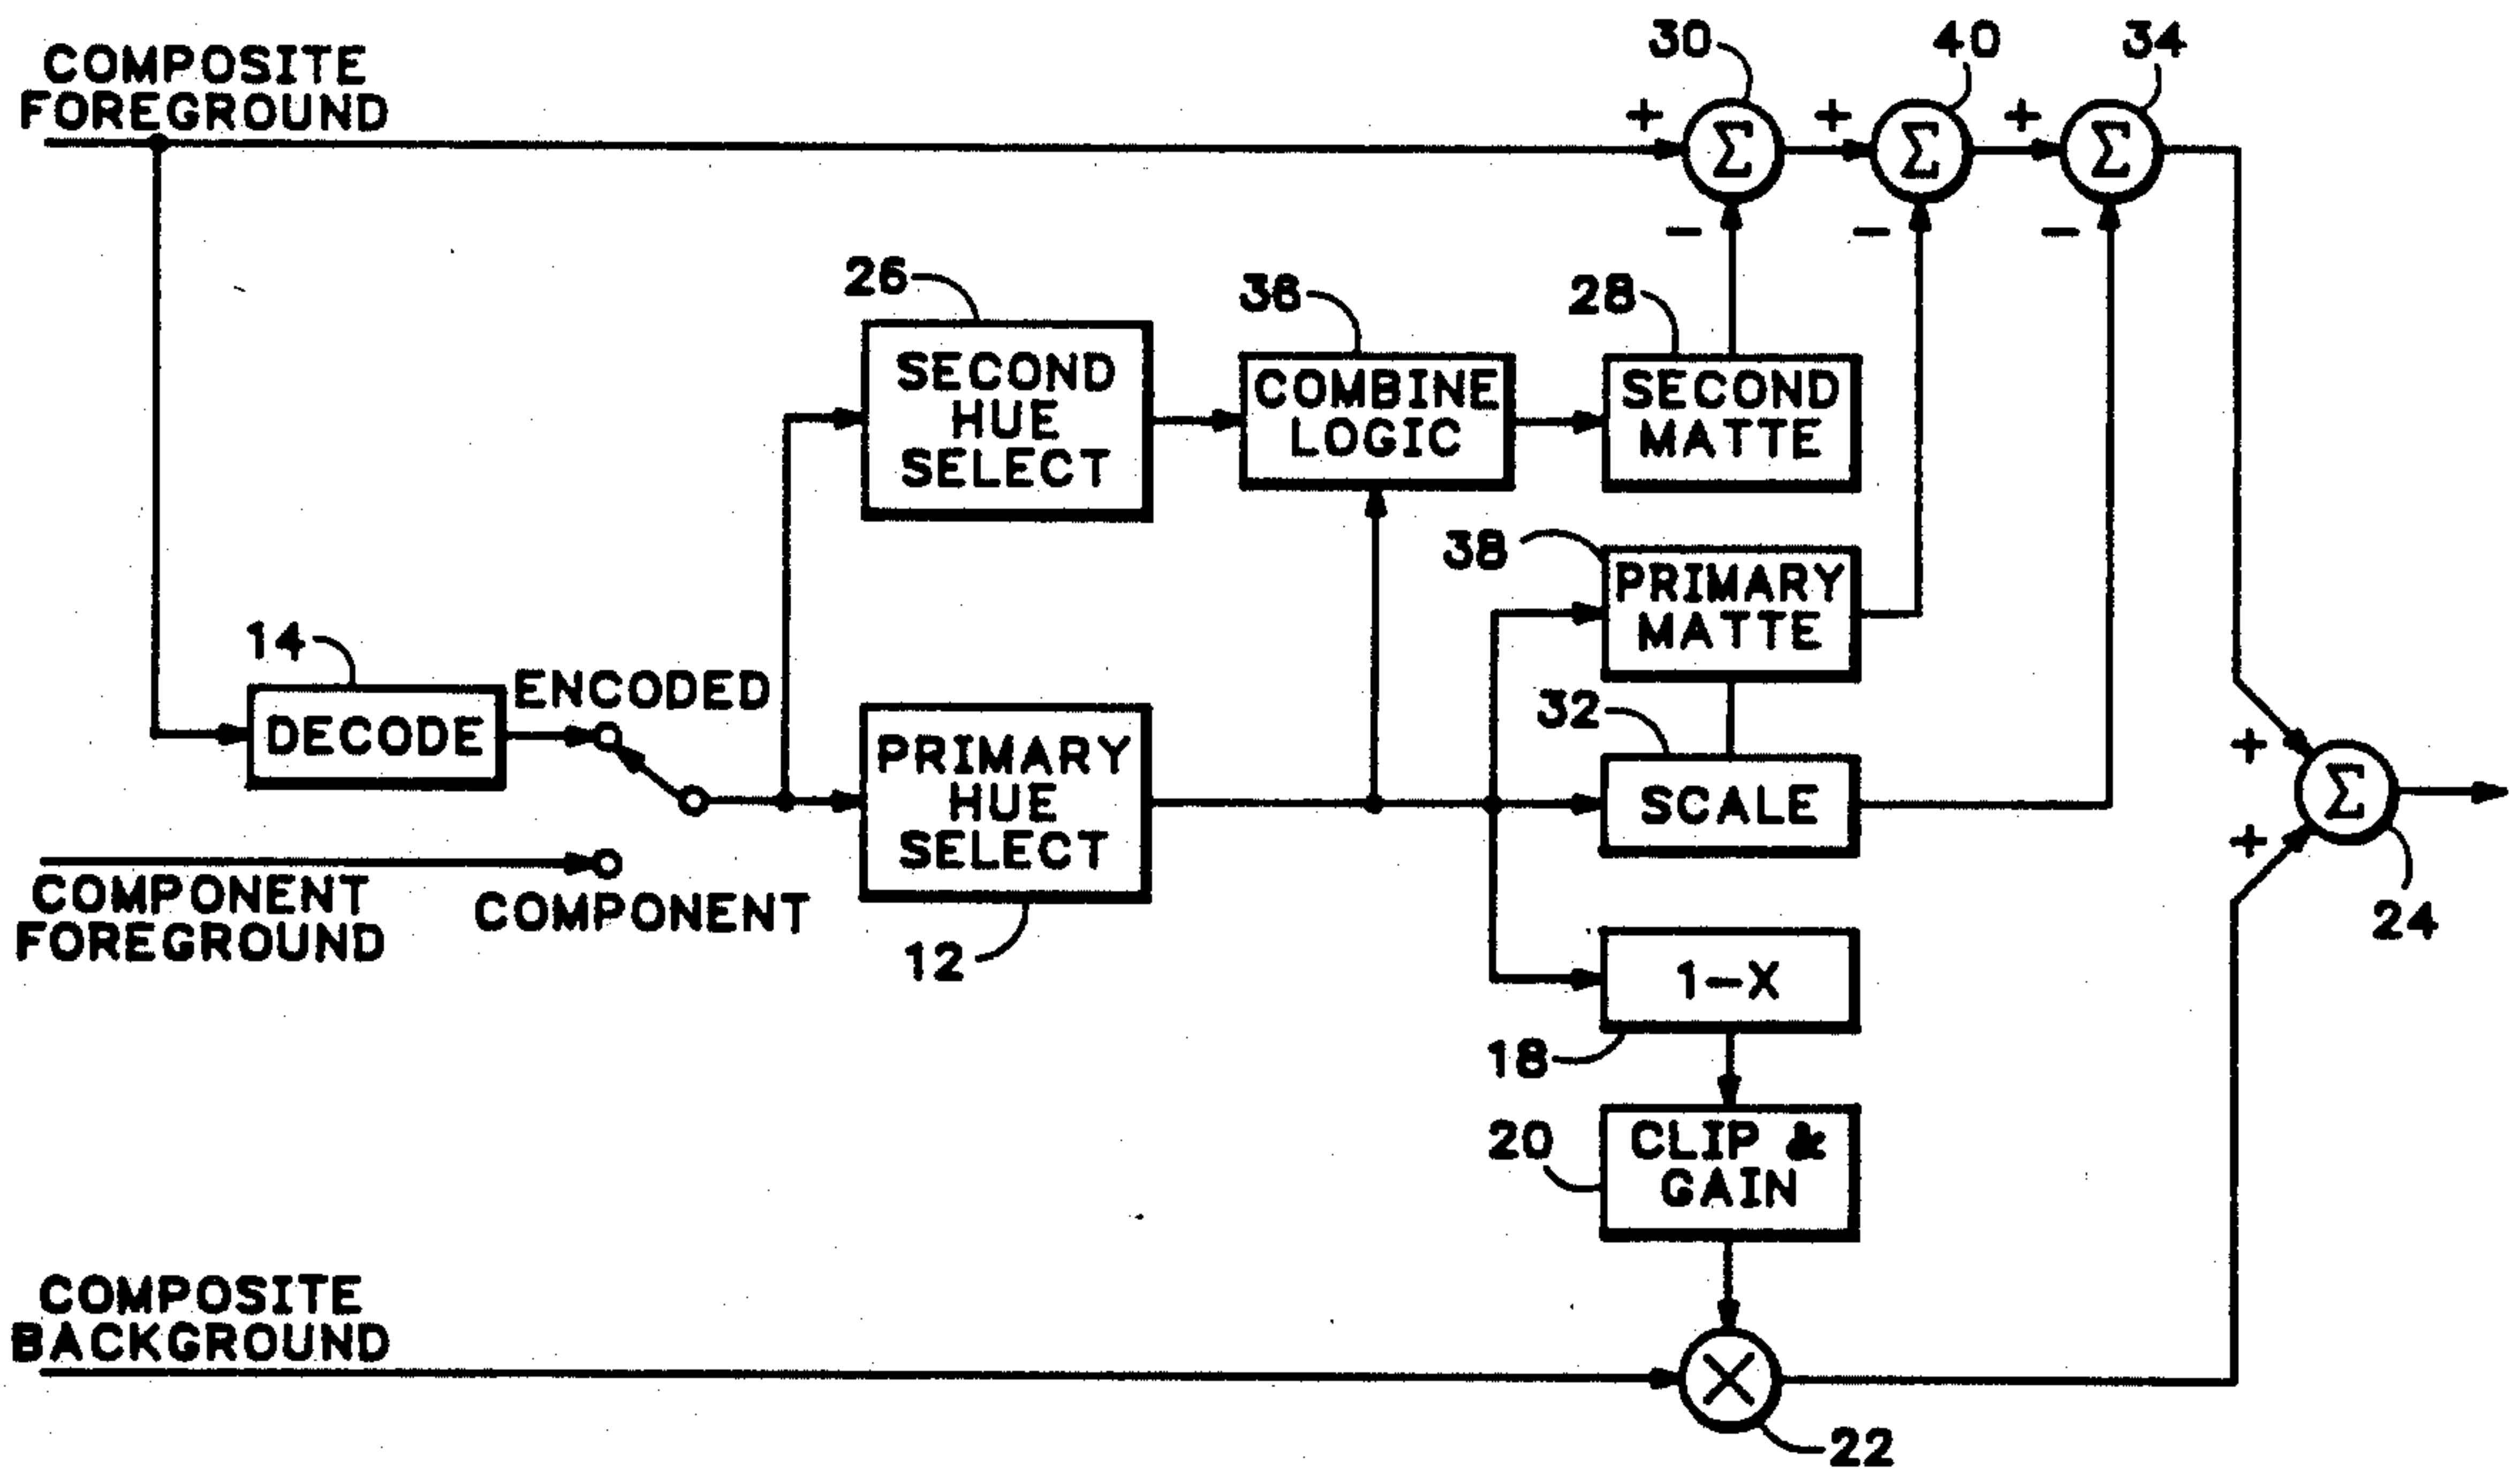 COMPOSITE
FOREGROUND
30
40
34
+
+
+
Σ
Σ
Σ
−
−
−
26
36
28
SECOND
HUE
SELECT
COMBINE
LOGIC
SECOND
MATTE
38
PRIMARY
MATTE
14
ENCODED
DECODE
32
PRIMARY
HUE
SELECT
SCALE
+
Σ
+
24
COMPONENT
FOREGROUND
COMPONENT
12
1−X
18
20
CLIP &
GAIN
COMPOSITE
BACKGROUND
X
22